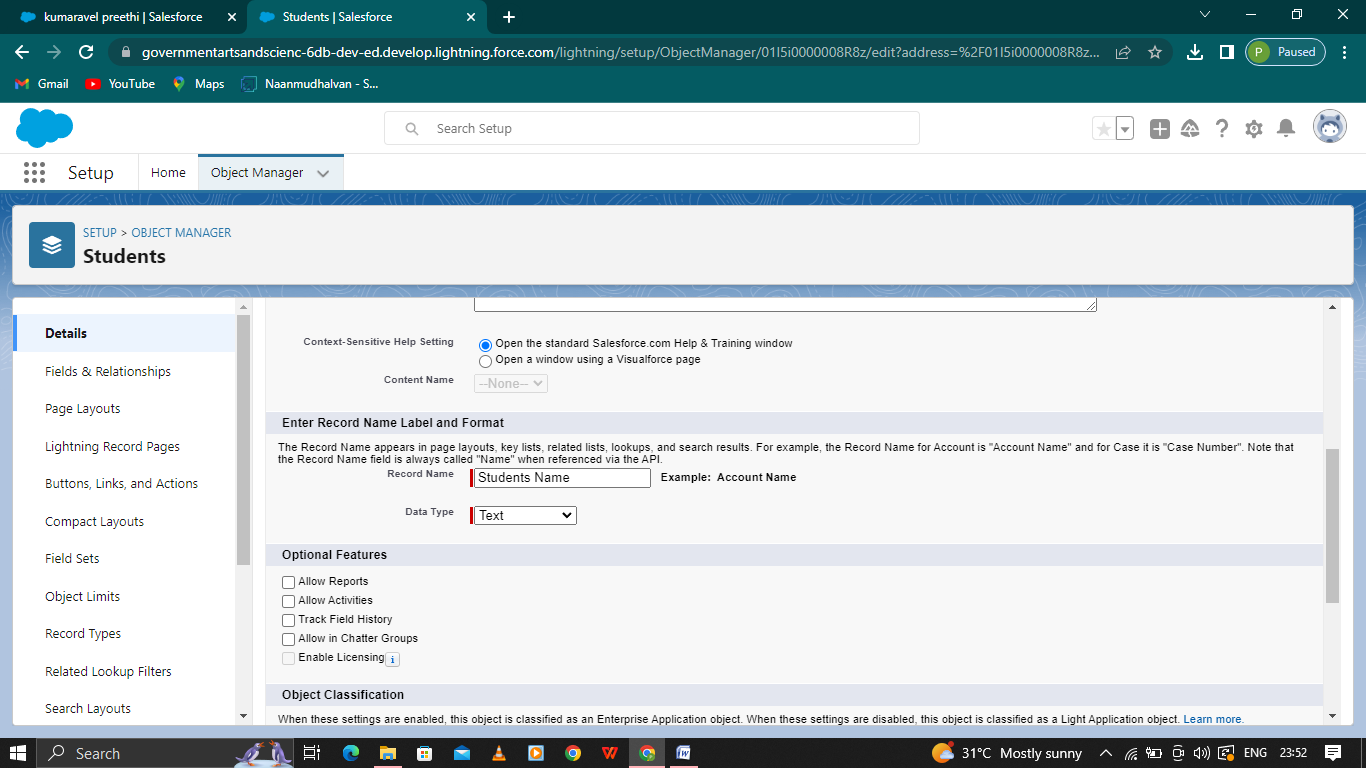 kumaravel preethi | Salesforce
Students | Salesforce
governmentartsandscienc-6db-dev-ed.develop.lightning.force.com/lightning/setup/ObjectManager/01I5i0000008R8z/edit?address=%2F01I5i0000008R8z...
P Paused
Gmail
YouTube
Maps
Naanmudhalvan - S...
Search Setup
Setup
Home
Object Manager
SETUP > OBJECT MANAGER
Students
Details
Fields & Relationships
Page Layouts
Lightning Record Pages
Buttons, Links, and Actions
Compact Layouts
Field Sets
Object Limits
Record Types
Related Lookup Filters
Search Layouts
Context-Sensitive Help Setting
Open the standard Salesforce.com Help & Training window
Open a window using a Visualforce page
Content Name
--None--
Enter Record Name Label and Format
The Record Name appears in page layouts, key lists, related lists, lookups, and search results. For example, the Record Name for Account is "Account Name" and for Case it is "Case Number". Note that
the Record Name field is always called "Name" when referenced via the API.
Record Name
Students Name
Example: Account Name
Data Type
Text
Optional Features
Allow Reports
Allow Activities
Track Field History
Allow in Chatter Groups
Enable Licensing
i
Object Classification
When these settings are enabled, this object is classified as an Enterprise Application object. When these settings are disabled, this object is classified as a Light Application object. Learn more.
Search
31°C Mostly sunny
ENG
23:52